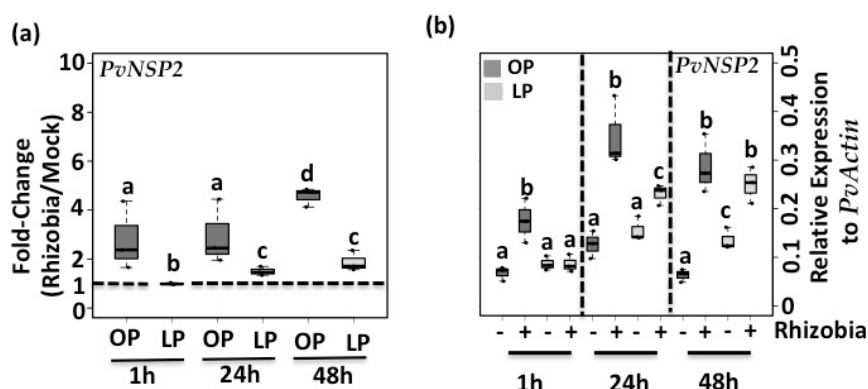 (a)
PvNSP2
Fold-Change
(Rhizobia/Mock)
10
8
6
4
2
1
0
a
b
a
c
d
c
OP LP OP LP OP LP
1h 24h 48h
(b)
OP
LP
PvNSP2
a
b
a
a
a
b
a
c
a
b
c
b
0.5
0.4
0.3
0.2
0.1
0
Relative Expression
to PvActin
- + - + - + - + - + - + Rhizobia
1h 24h 48h